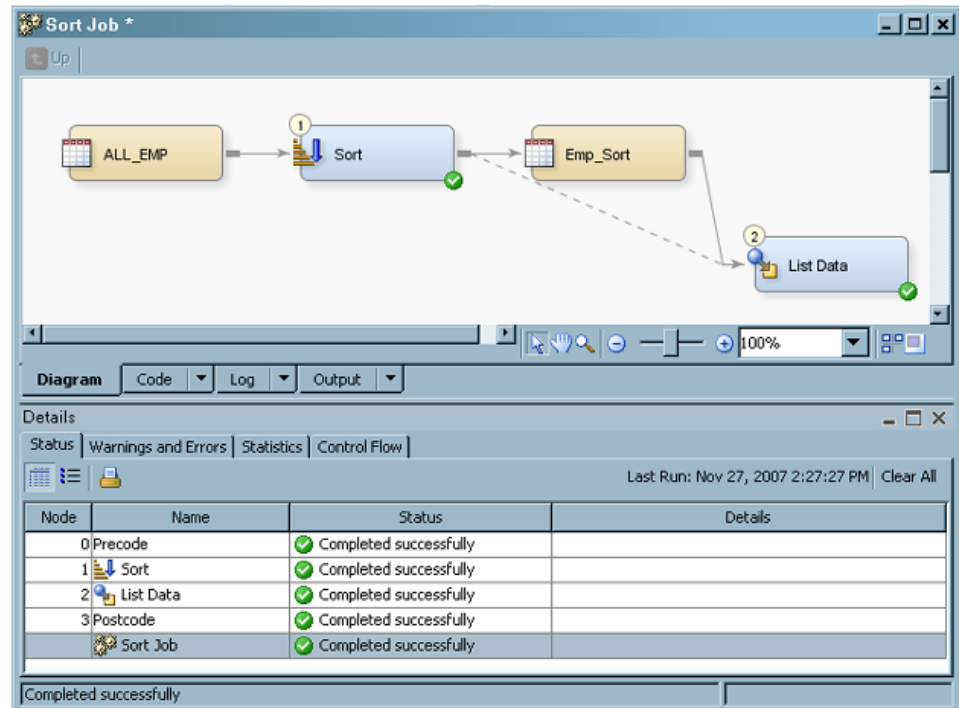 Sort Job *
Up
ALL_EMP
1
Sort
Emp_Sort
2
List Data
100%
Diagram
Code
Log
Output
Details
Status
Warnings and Errors
Statistics
Control Flow
Last Run: Nov 27, 2007 2:27:27 PM
Clear All
Node Name Status Details
0 Precode Completed successfully
1 Sort Completed successfully
2 List Data Completed successfully
3 Postcode Completed successfully
Sort Job Completed successfully
Completed successfully